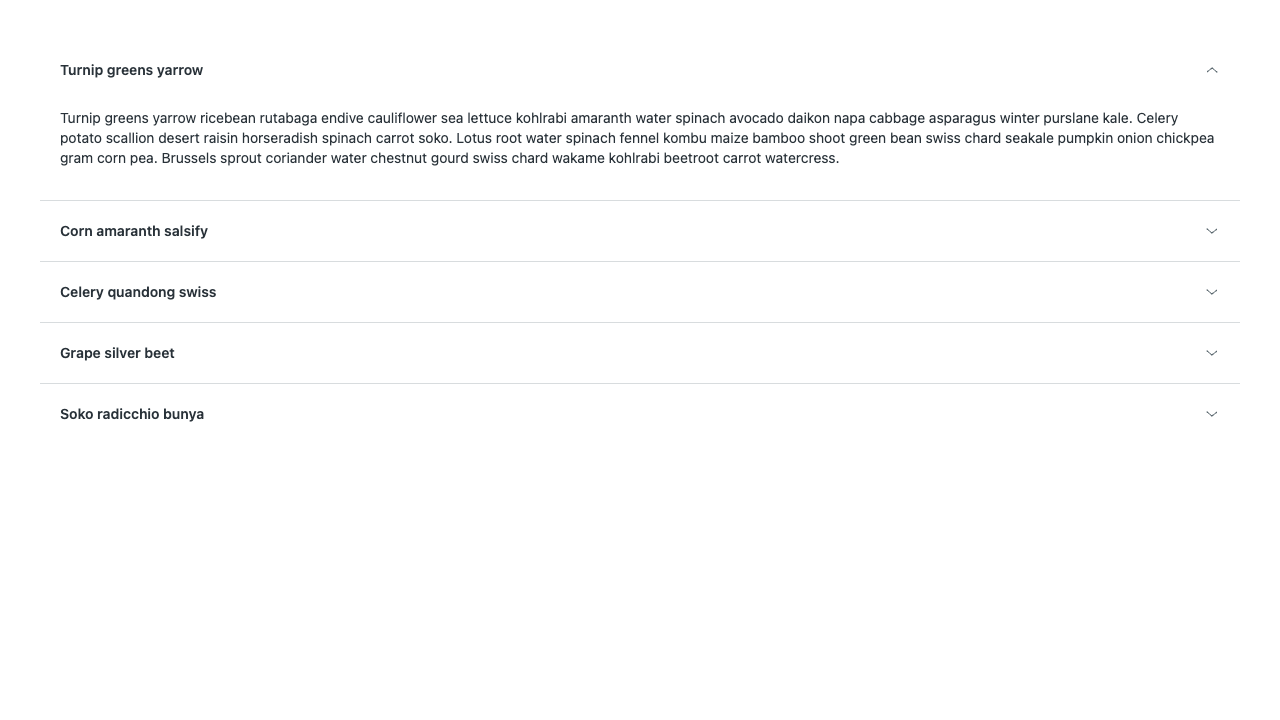 Turnip greens yarrow
Turnip greens yarrow ricebean rutabaga endive cauliflower sea lettuce kohlrabi amaranth water spinach avocado daikon napa cabbage asparagus winter purslane kale. Celery
potato scallion desert raisin horseradish spinach carrot soko. Lotus root water spinach fennel kombu maize bamboo shoot green bean swiss chard seakale pumpkin onion chickpea
gram corn pea. Brussels sprout coriander water chestnut gourd swiss chard wakame kohlrabi beetroot carrot watercress.
Corn amaranth salsify
Celery quandong swiss
Grape silver beet
Soko radicchio bunya